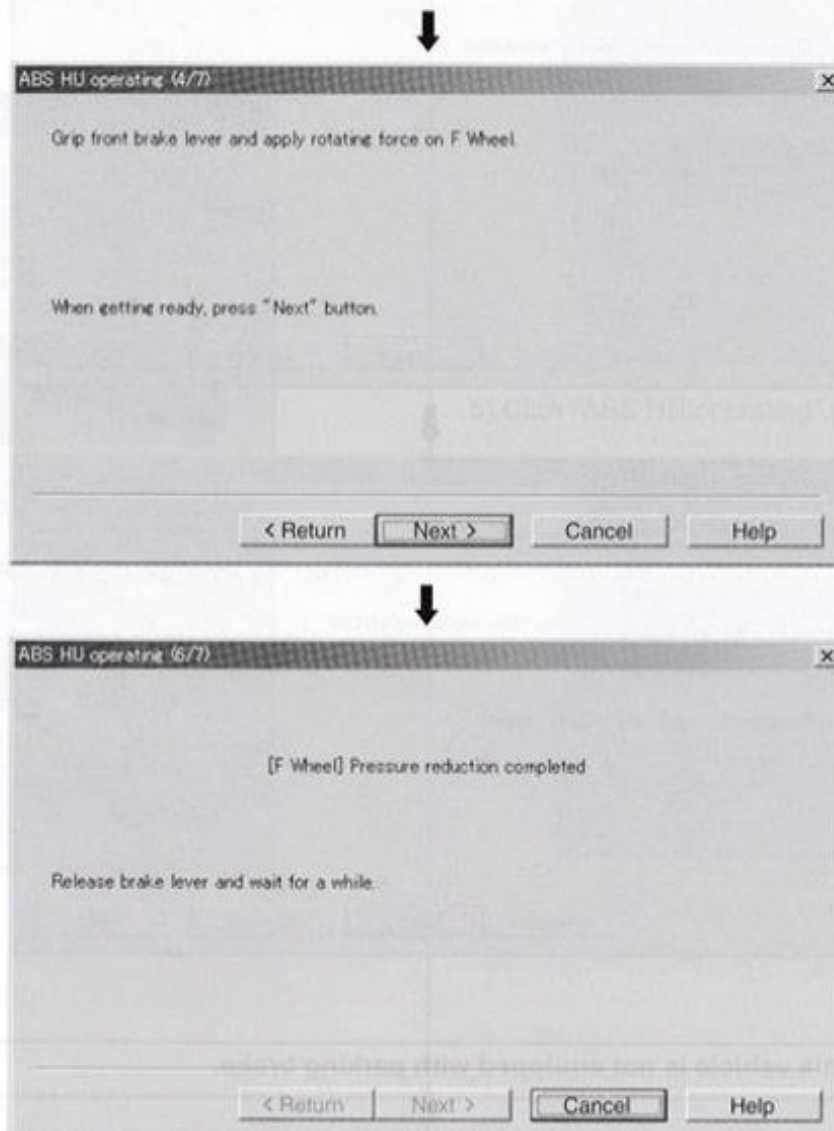 ABS HU operating (4/7)
Grip front brake lever and apply rotating force on F Wheel.
When getting ready, press "Next" button.
< Return Next > Cancel Help
ABS HU operating (6/7)
[F Wheel] Pressure reduction completed
Release brake lever and wait for a while.
< Return Next > Cancel Help